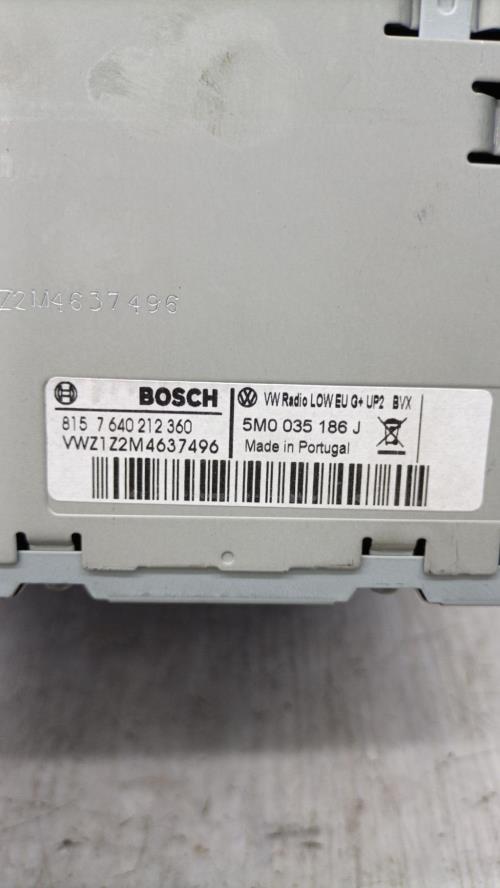 Z2M4637496
BOSCH
815 7 640 212 360
VWZ1Z2M4637496
VW Radio LOW EU G+ UP2 BVX
5M0 035 186 J
Made in Portugal